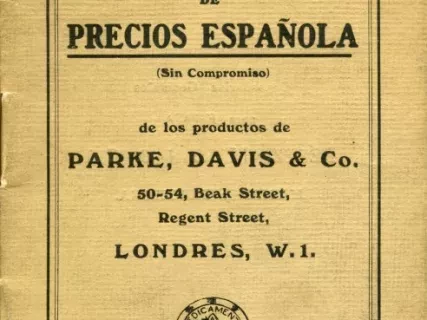 DE
PRECIOS ESPAÑOLA
(Sin Compromiso)
de los productos de
PARKE, DAVIS & Co.
50-54, Beak Street,
Regent Street,
LONDRES, W.1.